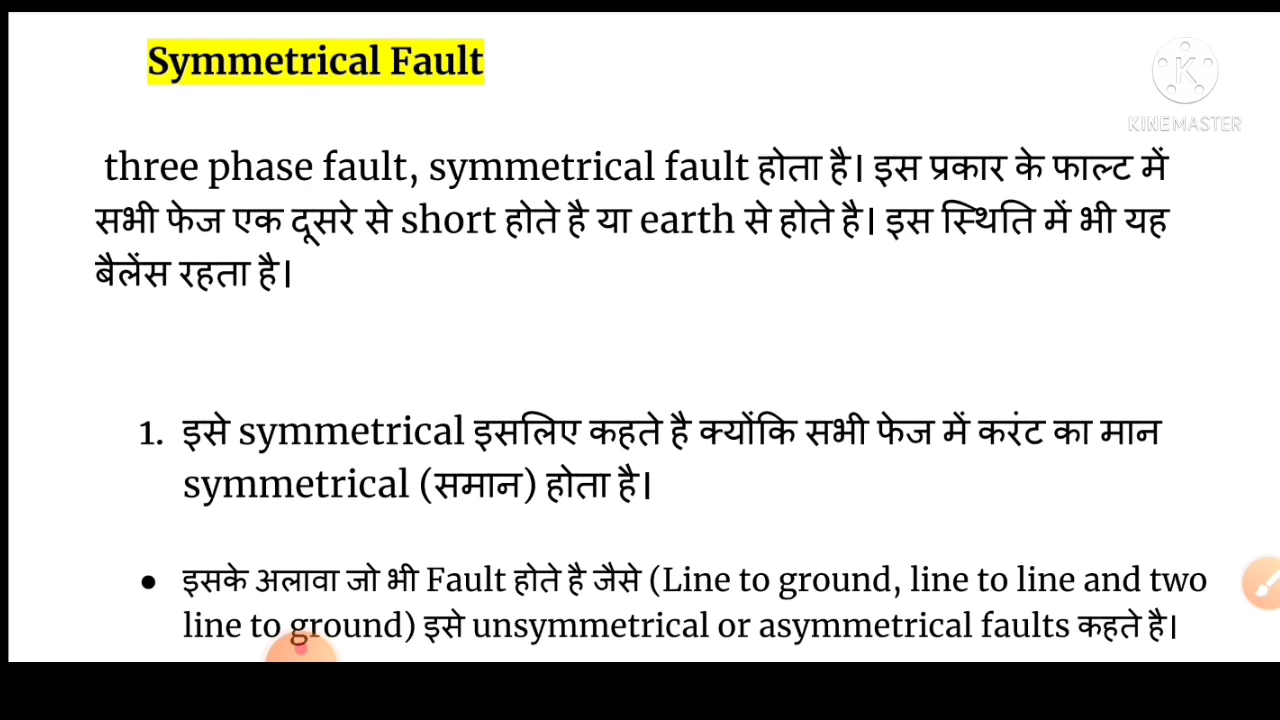 Symmetrical Fault
KINEMASTER
three phase fault, symmetrical fault होता है। इस प्रकार के फाल्ट में
सभी फेज एक दूसरे से short होते है या earth से होते है। इस स्थिति में भी यह
बैलेंस रहता है।
1. इसे symmetrical इसलिए कहते है क्योंकि सभी फेज में करंट का मान
symmetrical (समान) होता है।
● इसके अलावा जो भी Fault होते है जैसे (Line to ground, line to line and two
line to ground) इसे unsymmetrical or asymmetrical faults कहते है।